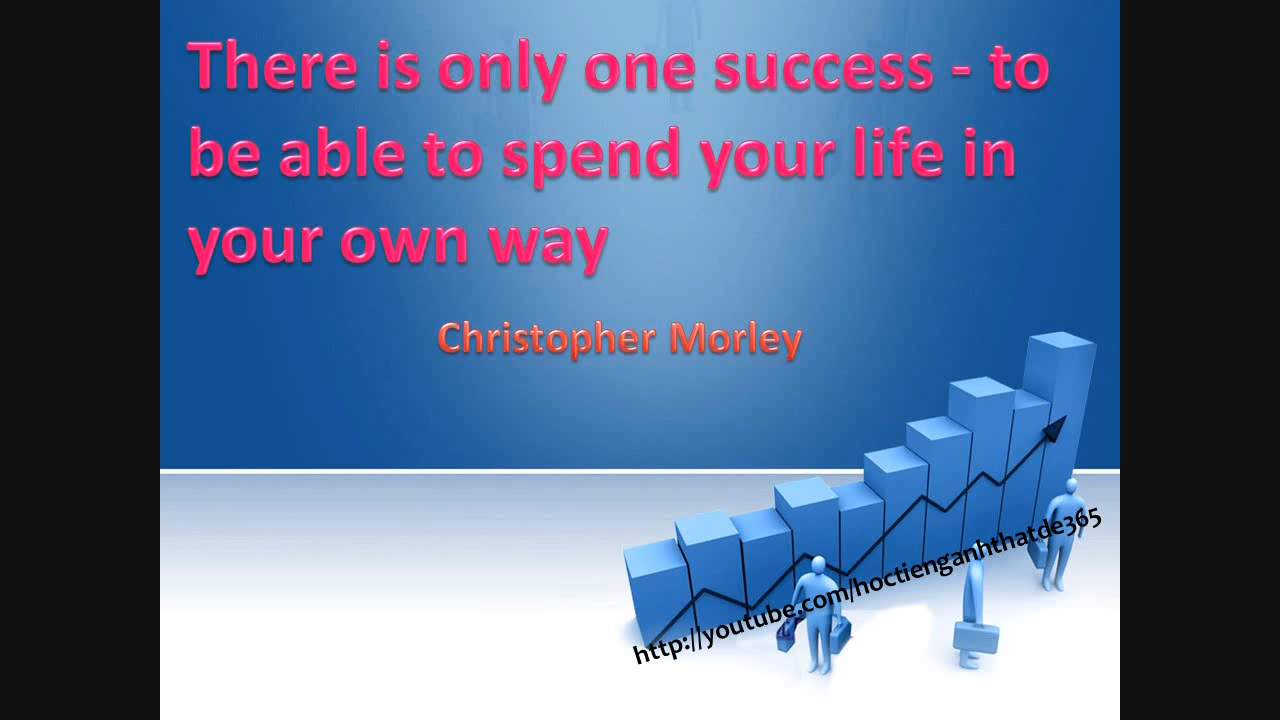 There is only one success - to
be able to spend your life in
your own way
Christopher Morley
http://youtube.com/hoctienganhthatde365